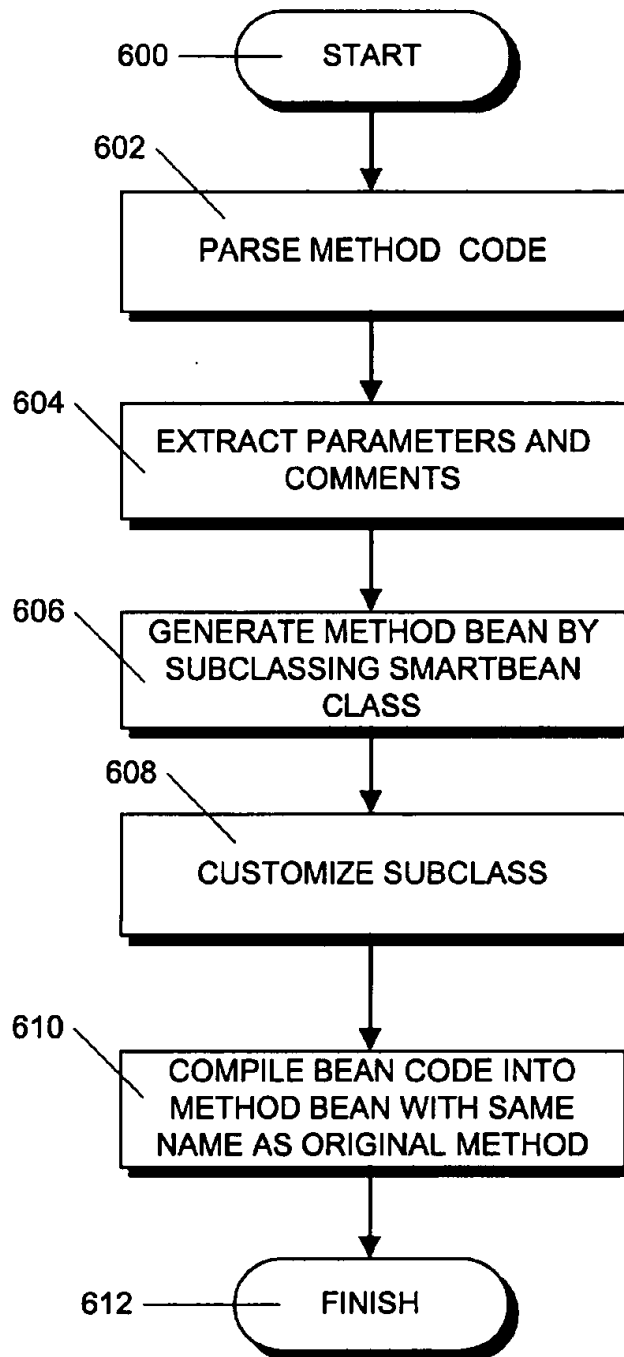 600
START
602
PARSE METHOD CODE
604
EXTRACT PARAMETERS AND
COMMENTS
606
GENERATE METHOD BEAN BY
SUBCLASSING SMARTBEAN
CLASS
608
CUSTOMIZE SUBCLASS
610
COMPILE BEAN CODE INTO
METHOD BEAN WITH SAME
NAME AS ORIGINAL METHOD
612
FINISH